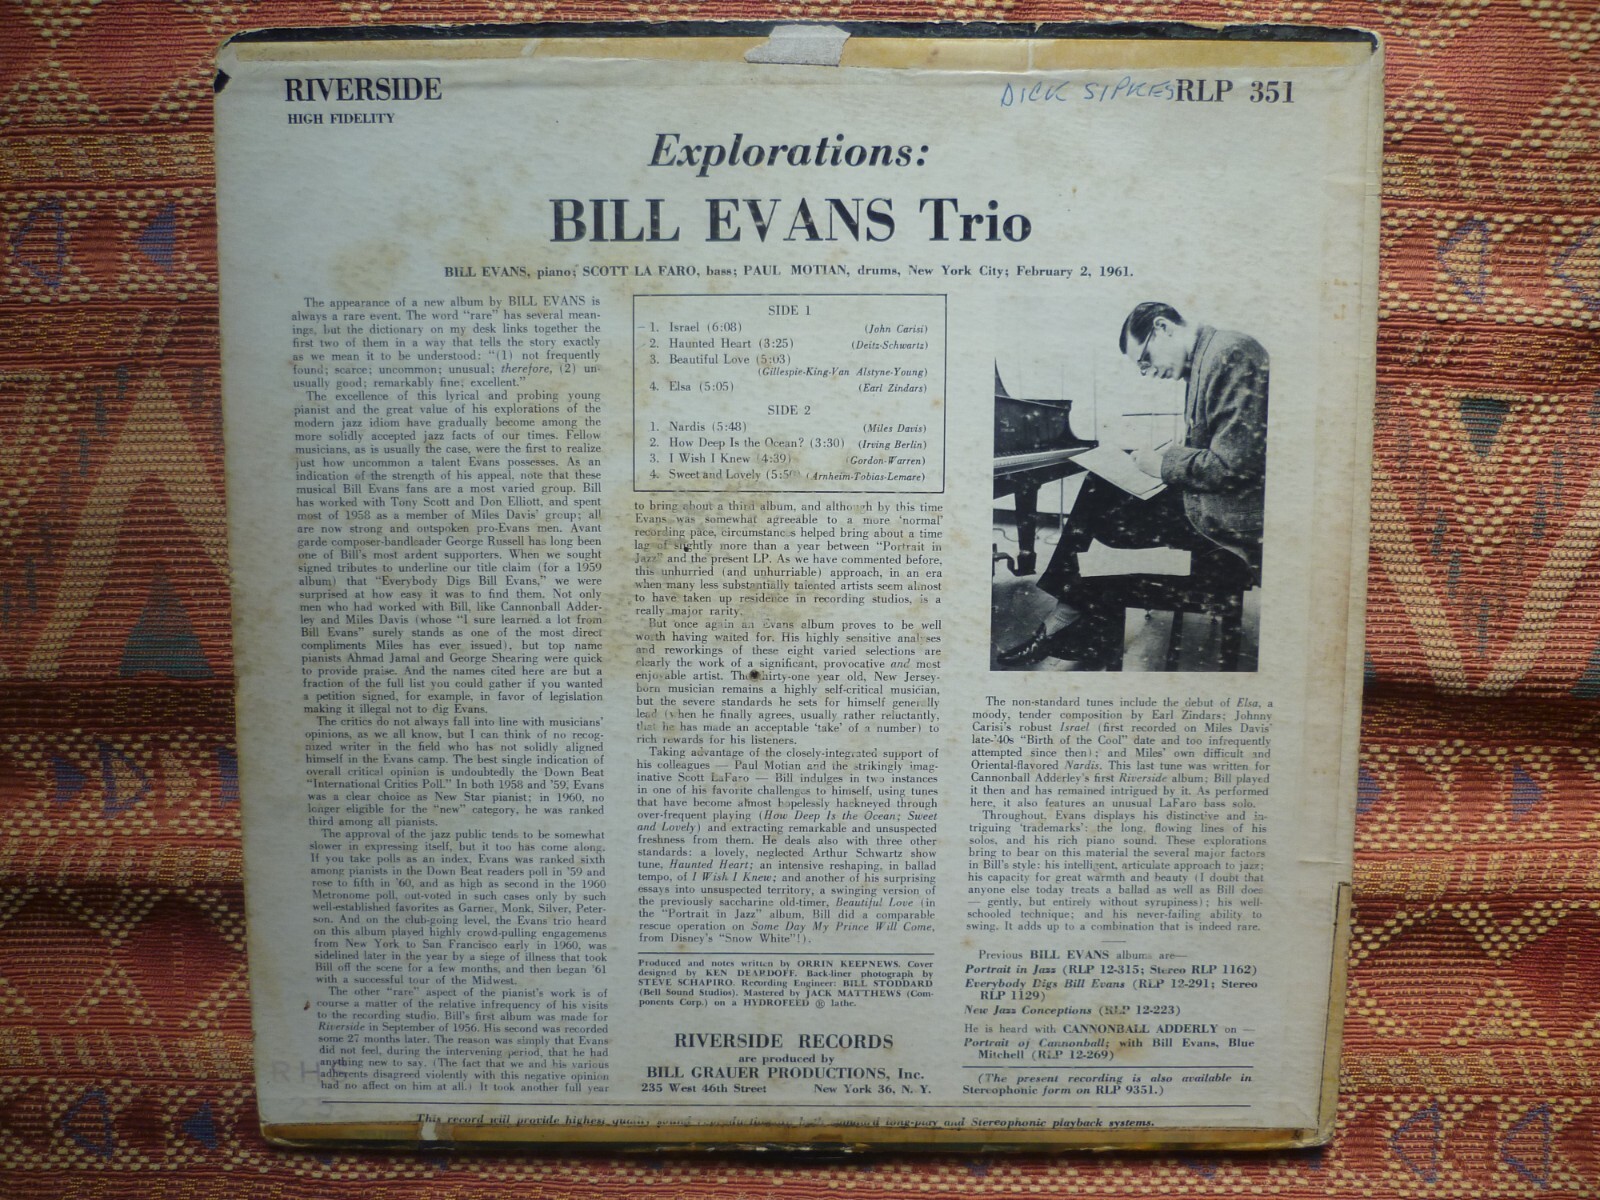 RIVERSIDE
HIGH FIDELITY
DICK SIPKES
RLP 351
Explorations:
BILL EVANS Trio
BILL EVANS, piano; SCOTT LA FARO, bass; PAUL MOTIAN, drums, New York City; February 2, 1961.
The appearance of a new album by BILL EVANS is
always a rare event. The word "rare" has several mean-
ings, but the dictionary on my desk links together the
first two of them in a way that tells the story exactly
as we mean it to be understood: "(1) not frequently
found; scarce; uncommon; unusual; therefore, (2) un-
usually good; remarkably fine; excellent."
The excellence of this lyrical and probing young
pianist and the great value of his explorations of the
modern jazz idiom have gradually become among the
more solidly accepted jazz facts of our times. Fellow
musicians, as is usually the case, were the first to realize
just how uncommon a talent Evans possesses. As an
indication of the strength of his appeal, note that these
musical Bill Evans fans are a most varied group. Bill
has worked with Tony Scott and Don Elliott, and spent
most of 1958 as a member of Miles Davis' group; all
are now strong and outspoken pro-Evans men. Avant
garde composer-bandleader George Russell has long been
one of Bill's most ardent supporters. When we sought
signed tributes to underline our title claim (for a 1959
album) that "Everybody Digs Bill Evans," we were
surprised at how easy it was to find them. Not only
men who had worked with Bill, like Cannonball Adder-
ley and Miles Davis (whose "I sure learned a lot from
Bill Evans" surely stands as one of the most direct
compliments Miles has ever issued), but top name
pianists Ahmad Jamal and George Shearing were quick
to provide praise. And the names cited here are but a
fraction of the full list you could gather if you wanted
a petition signed, for example, in favor of legislation
making it illegal not to dig Evans.
The critics do not always fall into line with musicians'
opinions, as we all know, but I can think of no recog-
nized writer in the field who has not solidly aligned
himself in the Evans camp. The best single indication of
overall critical opinion is undoubtedly the Down Beat
"International Critics Poll." In both 1958 and '59, Evans
was a clear choice as New Star pianist; in 1960, no
longer eligible for the "new" category, he was ranked
third among all pianists.
The approval of the jazz public tends to be somewhat
slower in expressing itself, but it too has come along.
If you take polls as an index, Evans was ranked sixth
among pianists in the Down Beat readers poll in '59 and
rose to fifth in '60, and as high as second in the 1960
Metronome poll, out-voted in such cases only by such
well-established favorites as Garner, Monk, Silver, Peter-
son. And on the club-going level, the Evans trio heard
on this album played highly crowd-pulling engagements
from New York to San Francisco early in 1960, was
sidelined later in the year by a siege of illness that took
Bill off the scene for a few months, and then began '61
with a successful tour of the Midwest.
The other "rare" aspect of the pianist's work is of
course a matter of the relative infrequency of his visits
to the recording studio. Bill's first album was made for
Riverside in September of 1956. His second was recorded
some 27 months later. The reason was simply that Evans
did not feel, during the intervening period, that he had
anything new to say. (The fact that we and his various
adherents disagreed violently with this negative opinion
had no affect on him at all.) It took another full year
SIDE 1
1. Israel (6:08) (John Carisi)
2. Haunted Heart (3:25) (Deitz-Schwartz)
3. Beautiful Love (5:03)
(Gillespie-King-Van Alstyne-Young)
4. Elsa (5:05) (Earl Zindars)
SIDE 2
1. Nardis (5:48) (Miles Davis)
2. How Deep Is the Ocean? (3:30) (Irving Berlin)
3. I Wish I Knew (4:39) (Gordon-Warren)
4. Sweet and Lovely (5:50 (Arnheim-Tobias-Lemare)
to bring about a third album, and although by this time
Evans was somewhat agreeable to a more 'normal'
recording pace, circumstances helped bring about a time
lag of slightly more than a year between "Portrait in
Jazz" and the present LP. As we have commented before,
this unhurried (and unhurriable) approach, in an era
when many less substantially talented artists seem almost
to have taken up residence in recording studios, is a
really major rarity.
But once again an Evans album proves to be well
worth having waited for. His highly sensitive analyses
and reworkings of these eight varied selections are
clearly the work of a significant, provocative and most
enjoyable artist. The thirty-one year old, New Jersey-
born musician remains a highly self-critical musician,
but the severe standards he sets for himself generally
lead (when he finally agrees, usually rather reluctantly,
that he has made an acceptable 'take' of a number) to
rich rewards for his listeners.
Taking advantage of the closely-integrated support of
his colleagues — Paul Motian and the strikingly imag-
inative Scott LaFaro — Bill indulges in two instances
in one of his favorite challenges to himself, using tunes
that have become almost hopelessly hackneyed through
over-frequent playing (How Deep Is the Ocean; Sweet
and Lovely) and extracting remarkable and unsuspected
freshness from them. He deals also with three other
standards: a lovely, neglected Arthur Schwartz show
tune, Haunted Heart; an intensive reshaping, in ballad
tempo, of I Wish I Knew; and another of his surprising
essays into unsuspected territory, a swinging version of
the previously saccharine old-timer, Beautiful Love (in
the "Portrait in Jazz" album, Bill did a comparable
rescue operation on Some Day My Prince Will Come,
from Disney's "Snow White"!).
Produced and notes written by ORRIN KEEPNEWS. Cover
designed by KEN DEARDOFF. Back-liner photograph by
STEVE SCHAPIRO. Recording Engineer: BILL STODDARD
(Bell Sound Studios). Mastered by JACK MATTHEWS (Com-
ponents Corp.) on a HYDROFEED ® lathe.
RIVERSIDE RECORDS
are produced by
BILL GRAUER PRODUCTIONS, Inc.
235 West 46th Street New York 36, N. Y.
The non-standard tunes include the debut of Elsa, a
moody, tender composition by Earl Zindars; Johnny
Carisi's robust Israel (first recorded on Miles Davis'
late-'40s "Birth of the Cool" date and too infrequently
attempted since then); and Miles' own difficult and
Oriental-flavored Nardis. This last tune was written for
Cannonball Adderley's first Riverside album; Bill played
it then and has remained intrigued by it. As performed
here, it also features an unusual LaFaro bass solo.
Throughout, Evans displays his distinctive and in-
triguing 'trademarks': the long, flowing lines of his
solos, and his rich piano sound. These explorations
bring to bear on this material the several major factors
in Bill's style: his intelligent, articulate approach to jazz;
his capacity for great warmth and beauty (I doubt that
anyone else today treats a ballad as well as Bill does
— gently, but entirely without syrupiness); his well-
schooled technique; and his never-failing ability to
swing. It adds up to a combination that is indeed rare.
Previous BILL EVANS albums are—
Portrait in Jazz (RLP 12-315; Stereo RLP 1162)
Everybody Digs Bill Evans (RLP 12-291; Stereo
RLP 1129)
New Jazz Conceptions (RLP 12-223)
He is heard with CANNONBALL ADDERLY on —
Portrait of Cannonball; with Bill Evans, Blue
Mitchell (RLP 12-269)
(The present recording is also available in
Stereophonic form on RLP 9351.)
This record will provide highest quality sound long-play and Stereophonic playback systems.